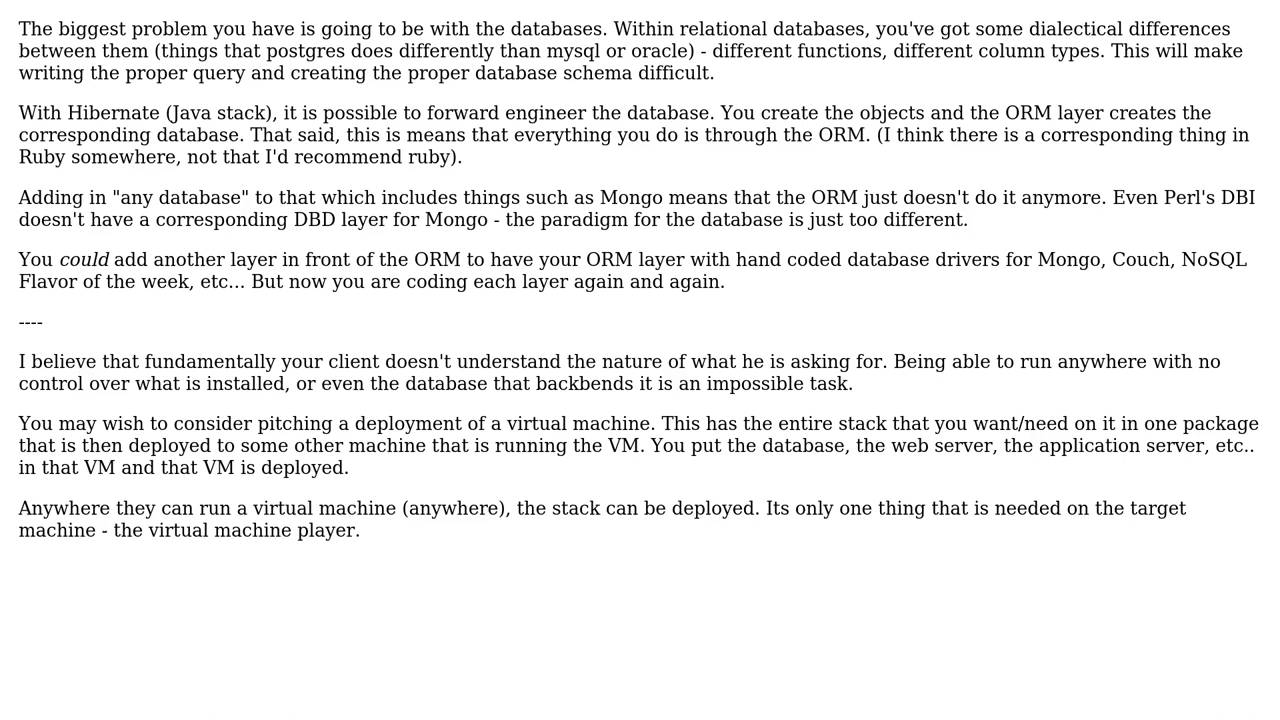 The biggest problem you have is going to be with the databases. Within relational databases, you've got some dialectical differences
between them (things that postgres does differently than mysql or oracle) - different functions, different column types. This will make
writing the proper query and creating the proper database schema difficult.
With Hibernate (Java stack), it is possible to forward engineer the database. You create the objects and the ORM layer creates the
corresponding database. That said, this is means that everything you do is through the ORM. (I think there is a corresponding thing in
Ruby somewhere, not that I'd recommend ruby).
Adding in "any database" to that which includes things such as Mongo means that the ORM just doesn't do it anymore. Even Perl's DBI
doesn't have a corresponding DBD layer for Mongo - the paradigm for the database is just too different.
You could add another layer in front of the ORM to have your ORM layer with hand coded database drivers for Mongo, Couch, NoSQL
Flavor of the week, etc... But now you are coding each layer again and again.
----
I believe that fundamentally your client doesn't understand the nature of what he is asking for. Being able to run anywhere with no
control over what is installed, or even the database that backbends it is an impossible task.
You may wish to consider pitching a deployment of a virtual machine. This has the entire stack that you want/need on it in one package
that is then deployed to some other machine that is running the VM. You put the database, the web server, the application server, etc..
in that VM and that VM is deployed.
Anywhere they can run a virtual machine (anywhere), the stack can be deployed. Its only one thing that is needed on the target
machine - the virtual machine player.